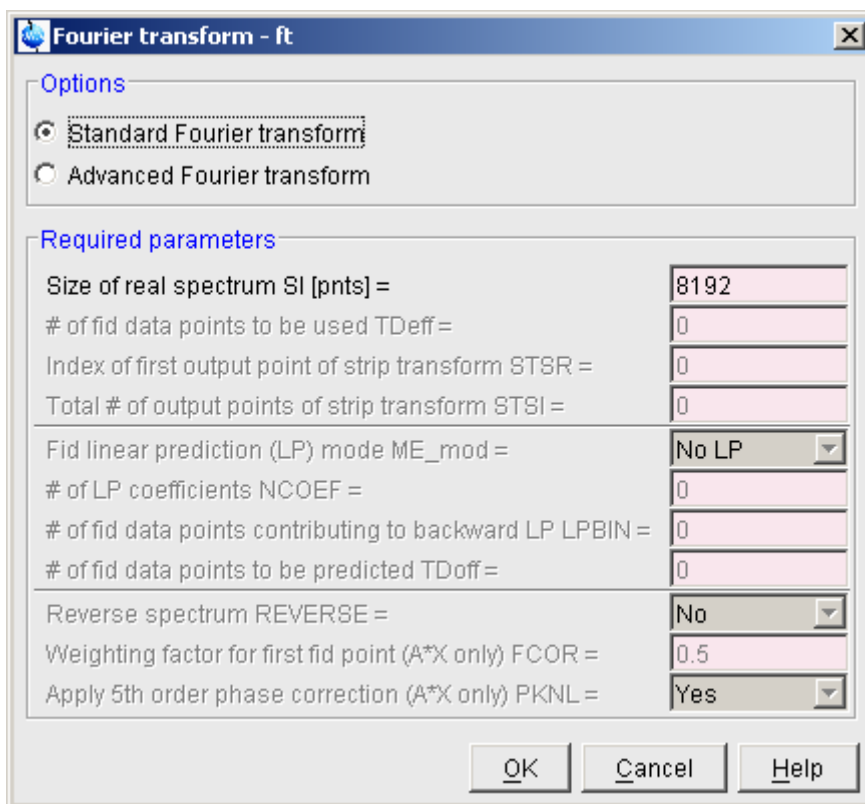 Fourier transform - ft
Options
Standard Fourier transform
Advanced Fourier transform
Required parameters
Size of real spectrum SI [pnts] = 8192
# of fid data points to be used TDeff = 0
Index of first output point of strip transform STSR = 0
Total # of output points of strip transform STSI = 0
Fid linear prediction (LP) mode ME_mod = No LP
# of LP coefficients NCOEF = 0
# of fid data points contributing to backward LP LPBIN = 0
# of fid data points to be predicted TDoff = 0
Reverse spectrum REVERSE = No
Weighting factor for first fid point (A*X only) FCOR = 0.5
Apply 5th order phase correction (A*X only) PKNL = Yes
OK Cancel Help